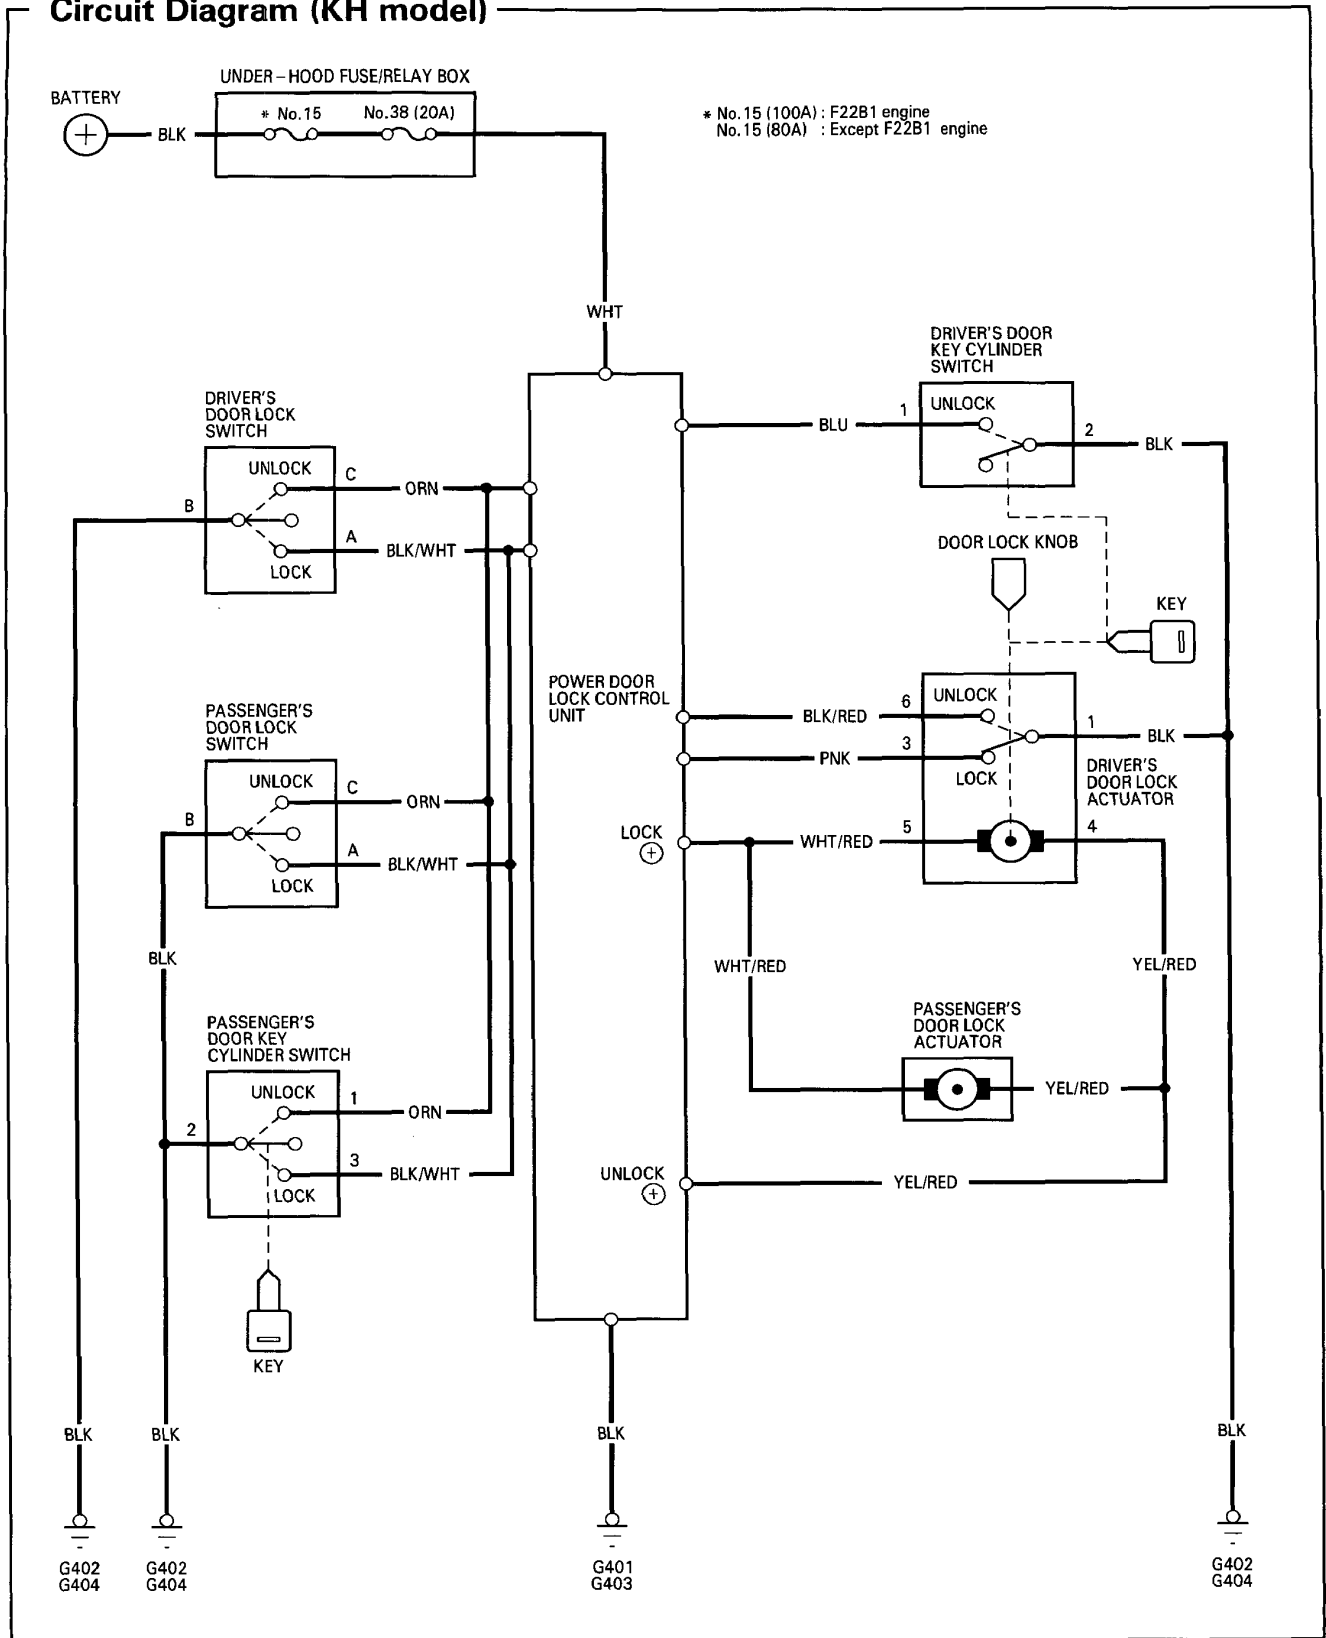 Circuit Diagram (KH model)
UNDER-HOOD FUSE/RELAY BOX
BATTERY
* No.15
No.38 (20A)
+
BLK
* No.15 (100A) : F22B1 engine
No.15 (80A) : Except F22B1 engine
WHT
DRIVER'S
DOOR LOCK
SWITCH
UNLOCK
C
ORN
B
A
BLK/WHT
LOCK
DRIVER'S DOOR
KEY CYLINDER
SWITCH
BLU
1
UNLOCK
2
BLK
DOOR LOCK KNOB
KEY
POWER DOOR
LOCK CONTROL
UNIT
PASSENGER'S
DOOR LOCK
SWITCH
UNLOCK
C
ORN
B
A
BLK/WHT
LOCK
BLK
BLK/RED
6
UNLOCK
1
BLK
PNK
3
LOCK
DRIVER'S
DOOR LOCK
ACTUATOR
LOCK
+
WHT/RED
5
4
WHT/RED
YEL/RED
PASSENGER'S
DOOR LOCK
ACTUATOR
YEL/RED
PASSENGER'S
DOOR KEY
CYLINDER SWITCH
UNLOCK
1
ORN
2
3
BLK/WHT
LOCK
KEY
UNLOCK
+
YEL/RED
BLK
BLK
BLK
BLK
G402
G404
G402
G404
G401
G403
G402
G404